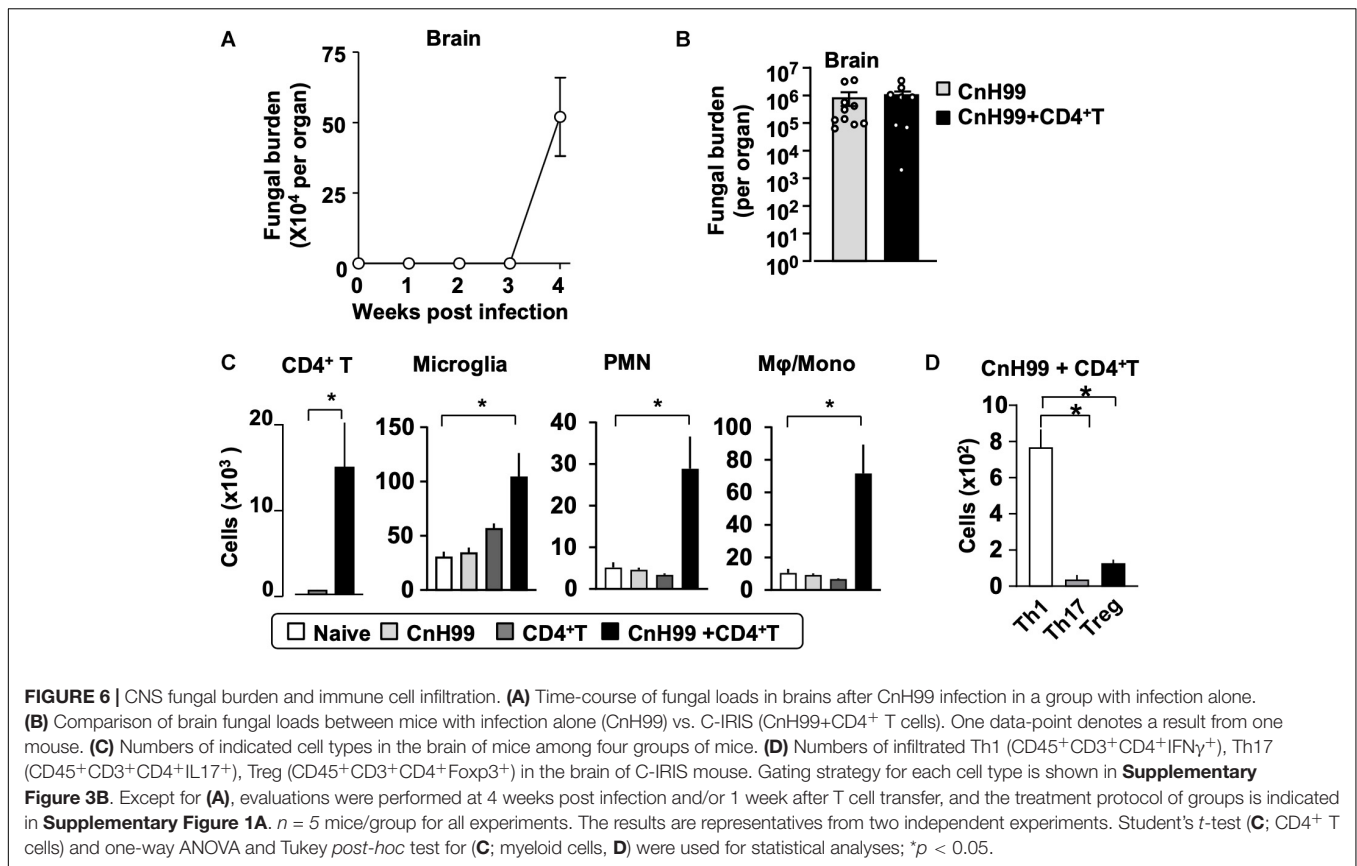 A
Brain
75
50
25
0
Fungal burden
(X10⁴ per organ)
0 1 2 3 4
Weeks post infection
B
Brain
10⁷
10⁶
10⁵
10⁴
10³
10²
10¹
10⁰
Fungal burden
(per organ)
CnH99
CnH99+CD4⁺T
C
CD4⁺ T
*
20
10
0
Cells (x10³)
Microglia
*
150
100
50
0
PMN
*
40
30
20
10
0
Mφ/Mono
*
100
80
60
40
20
0
Naive CnH99 CD4⁺T CnH99 +CD4⁺T
D
CnH99 + CD4⁺T
*
*
10
8
6
4
2
0
Cells (x10²)
Th1
Th17
Treg
FIGURE 6 | CNS fungal burden and immune cell infiltration. (A) Time-course of fungal loads in brains after CnH99 infection in a group with infection alone.
(B) Comparison of brain fungal loads between mice with infection alone (CnH99) vs. C-IRIS (CnH99+CD4⁺ T cells). One data-point denotes a result from one
mouse. (C) Numbers of indicated cell types in the brain of mice among four groups of mice. (D) Numbers of infiltrated Th1 (CD45⁺CD3⁺CD4⁺IFNγ⁺), Th17
(CD45⁺CD3⁺CD4⁺IL17⁺), Treg (CD45⁺CD3⁺CD4⁺Foxp3⁺) in the brain of C-IRIS mouse. Gating strategy for each cell type is shown in Supplementary
Figure 3B. Except for (A), evaluations were performed at 4 weeks post infection and/or 1 week after T cell transfer, and the treatment protocol of groups is indicated
in Supplementary Figure 1A. n = 5 mice/group for all experiments. The results are representatives from two independent experiments. Student's t-test (C; CD4⁺ T
cells) and one-way ANOVA and Tukey post-hoc test for (C; myeloid cells, D) were used for statistical analyses; *p < 0.05.